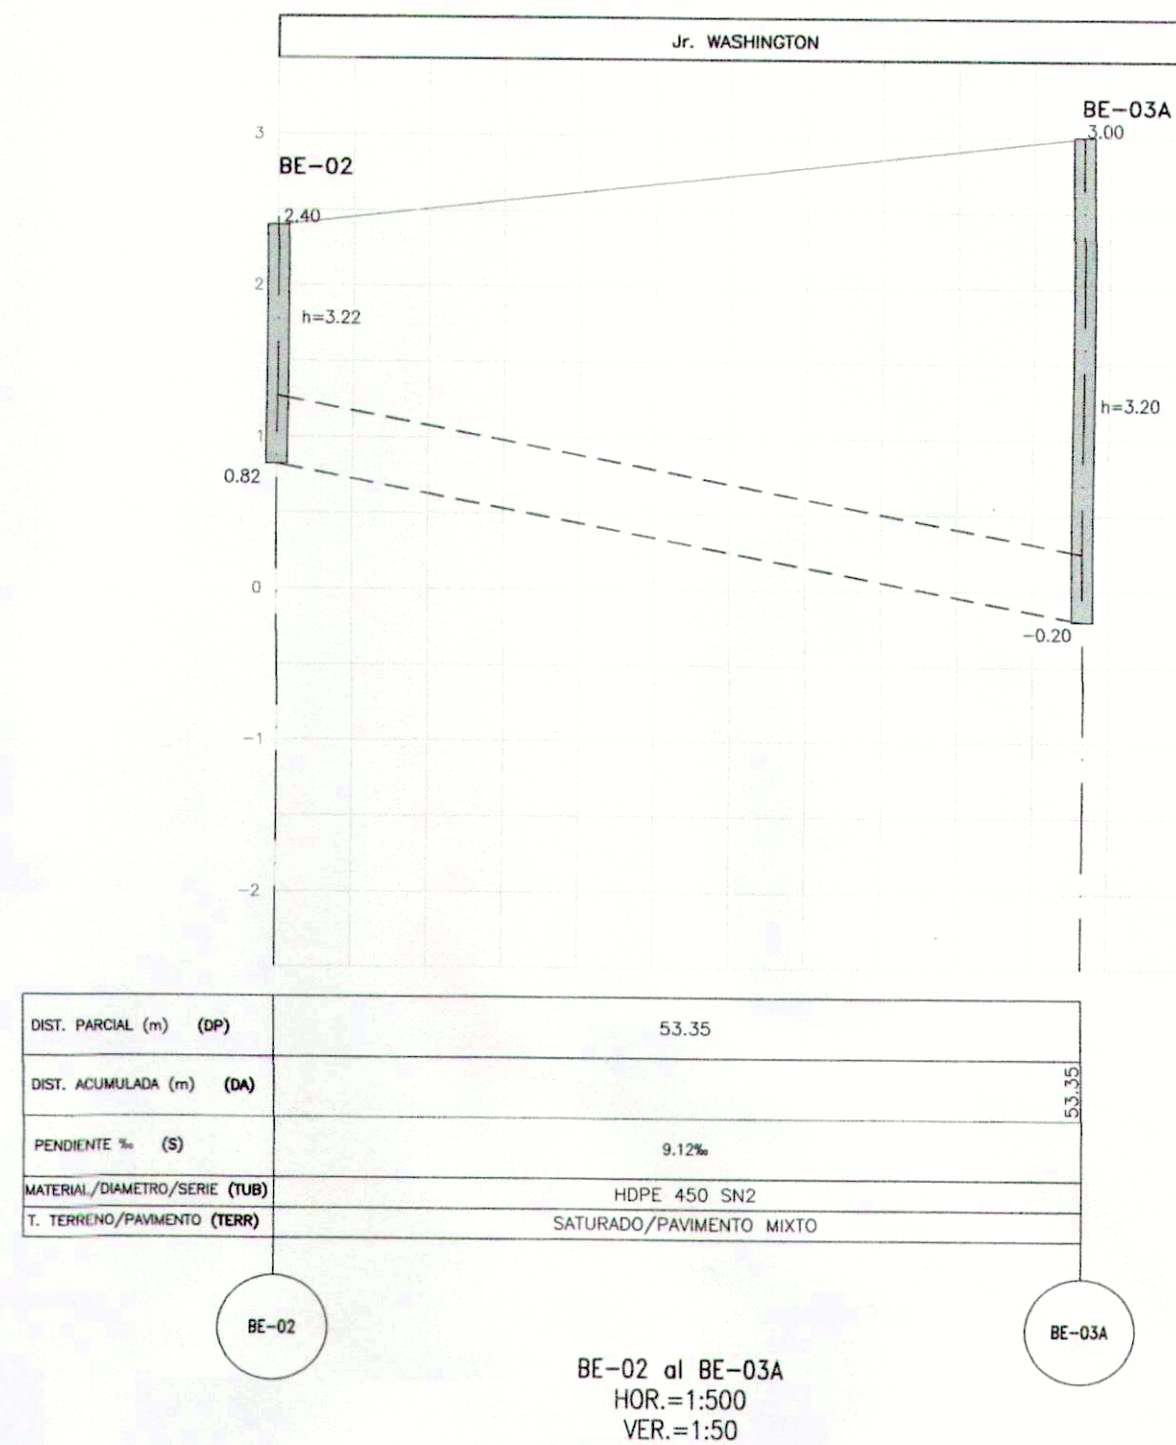 Jr. WASHINGTON
BE-03A
3.00
3
BE-02
2.40
2
h=3.22
h=3.20
1
0.82
0
-0.20
-1
-2
DIST. PARCIAL (m) (DP) 53.35
DIST. ACUMULADA (m) (DA) 53.35
PENDIENTE ‰ (S) 9.12‰
MATERIAL/DIAMETRO/SERIE (TUB) HDPE 450 SN2
T. TERRENO/PAVIMENTO (TERR) SATURADO/PAVIMENTO MIXTO
BE-02
BE-03A
BE-02 al BE-03A
HOR.=1:500
VER.=1:50